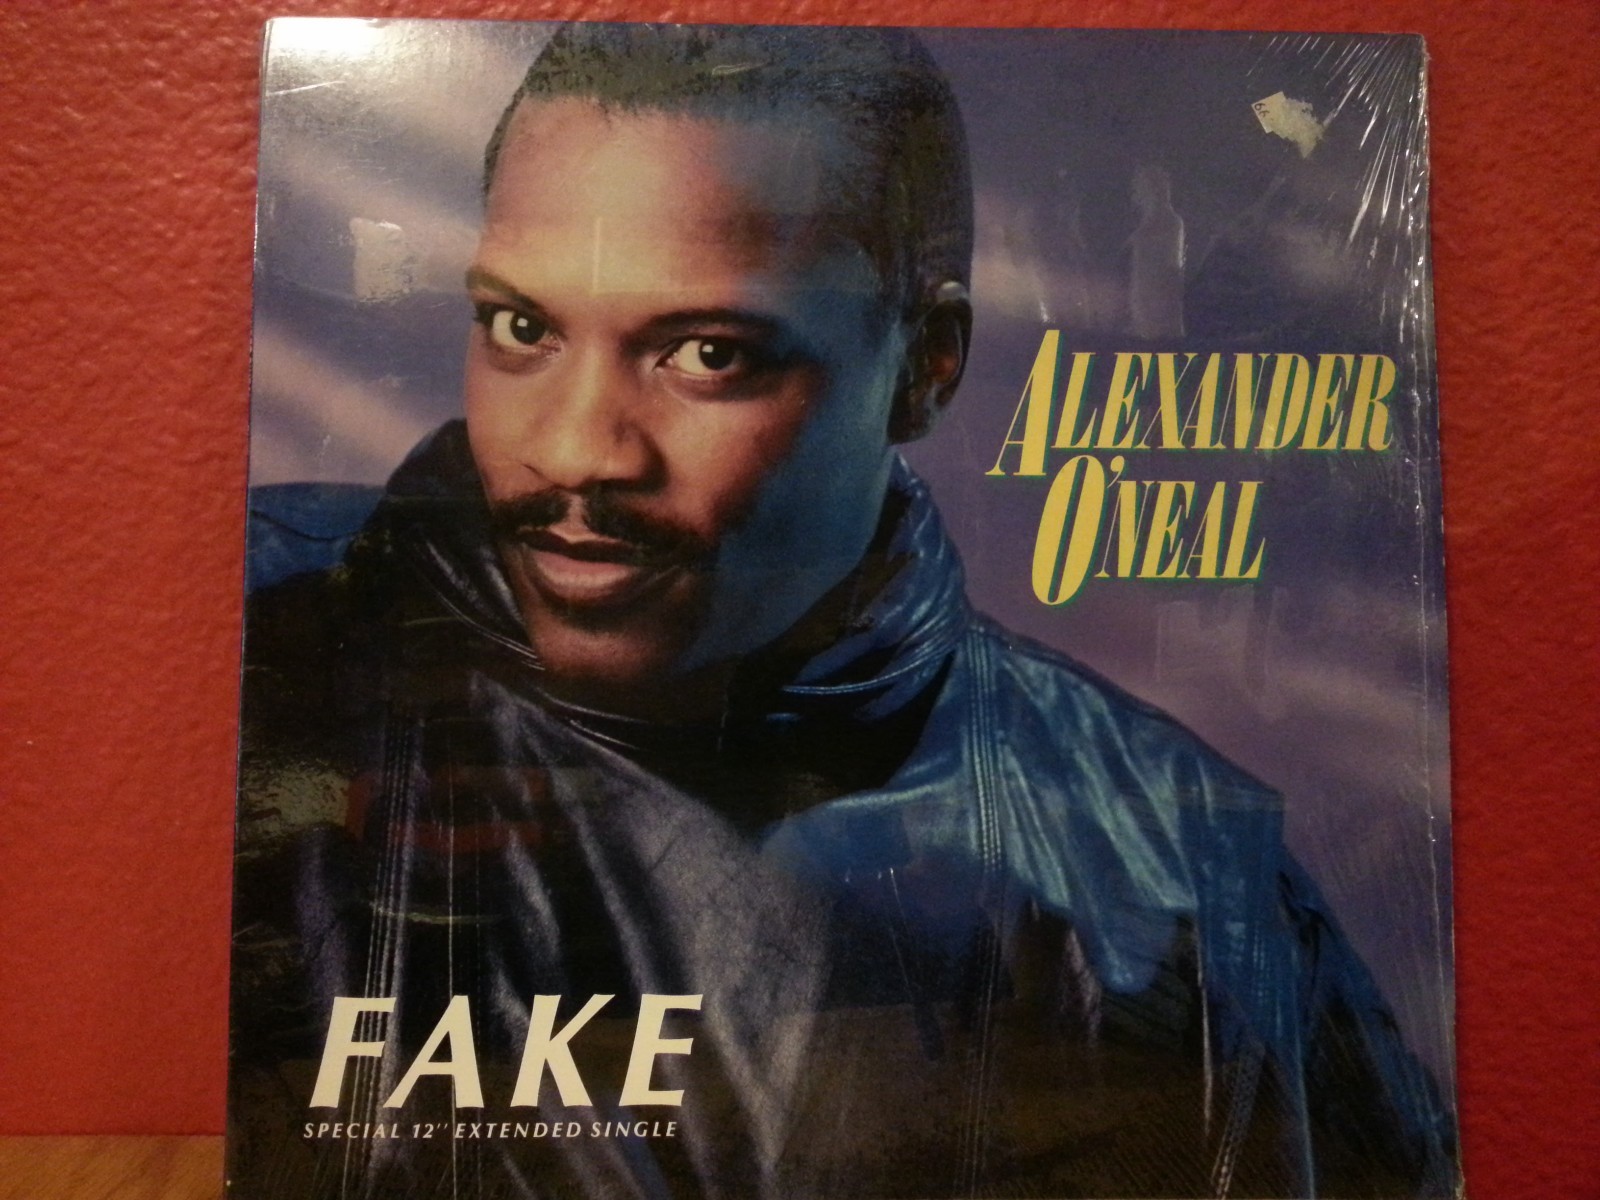 ALEXANDER
O'NEAL
FAKE
SPECIAL 12" EXTENDED SINGLE